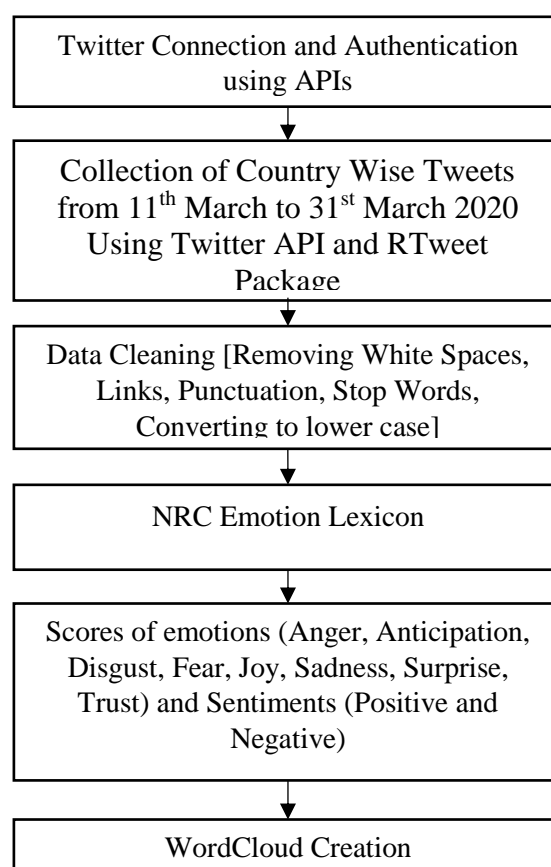 Twitter Connection and Authentication
using APIs
Collection of Country Wise Tweets
from 11th March to 31st March 2020
Using Twitter API and RTweet
Package
Data Cleaning [Removing White Spaces,
Links, Punctuation, Stop Words,
Converting to lower case]
NRC Emotion Lexicon
Scores of emotions (Anger, Anticipation,
Disgust, Fear, Joy, Sadness, Surprise,
Trust) and Sentiments (Positive and
Negative)
WordCloud Creation